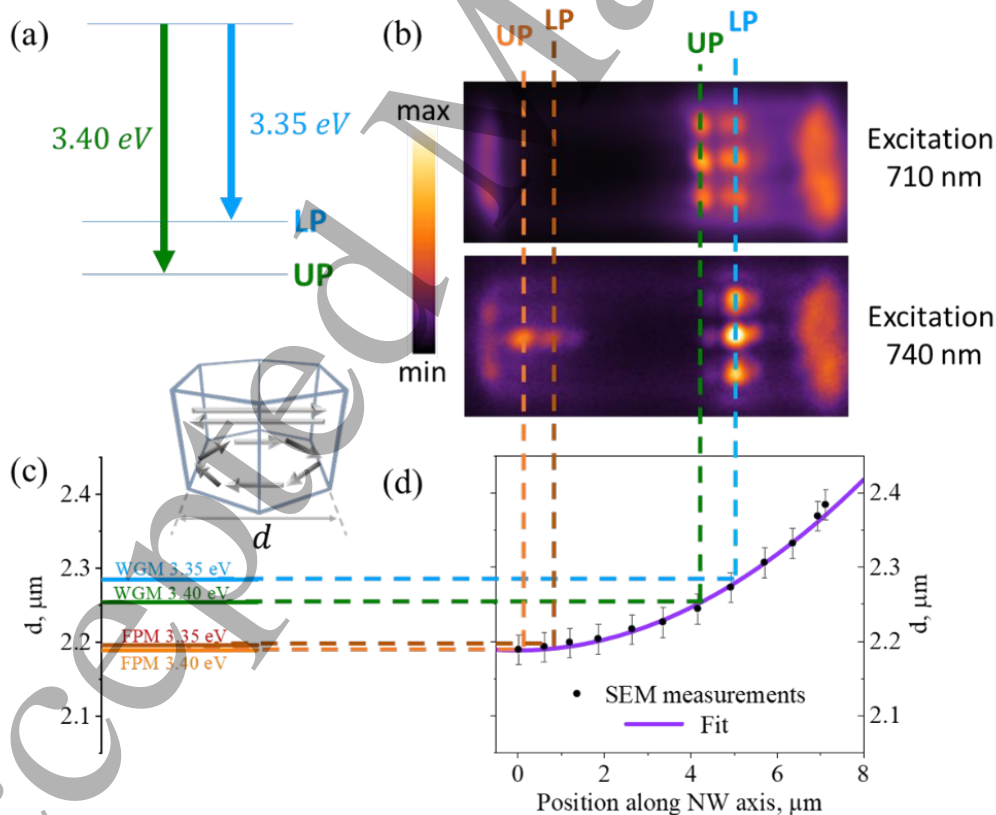 (a)
3.40 eV
3.35 eV
LP
UP
(b)
UP
LP
UP
LP
max
min
Excitation
710 nm
Excitation
740 nm
(c)
d
d, μm
2.4
2.3
2.2
2.1
WGM 3.35 eV
WGM 3.40 eV
FPM 3.35 eV
FPM 3.40 eV
(d)
SEM measurements
Fit
2.4
2.3
2.2
2.1
d, μm
0
2
4
6
8
Position along NW axis, μm
ccepted Ma